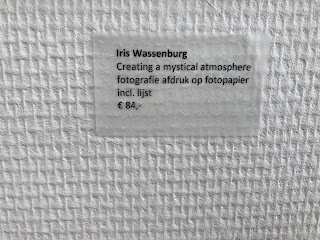 Iris Wassenburg
Creating a mystical atmosphere
fotografie afdruk op fotopapier
incl. lijst
€ 84,-